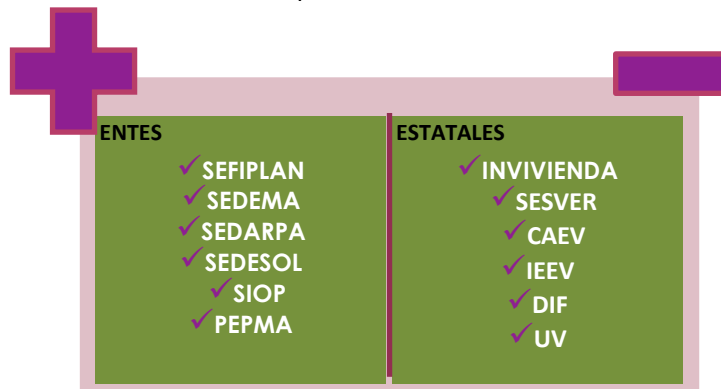 ENTES
SEFIPLAN
SEDEMA
SEDARPA
SEDESOL
SIOP
PEPMA
ESTATALES
INVIVIENDA
SESVER
CAEV
IEEV
DIF
UV